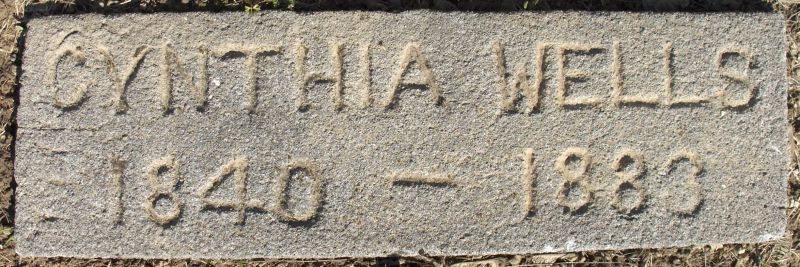 CYNTHIA WELLS
1840 — 1883